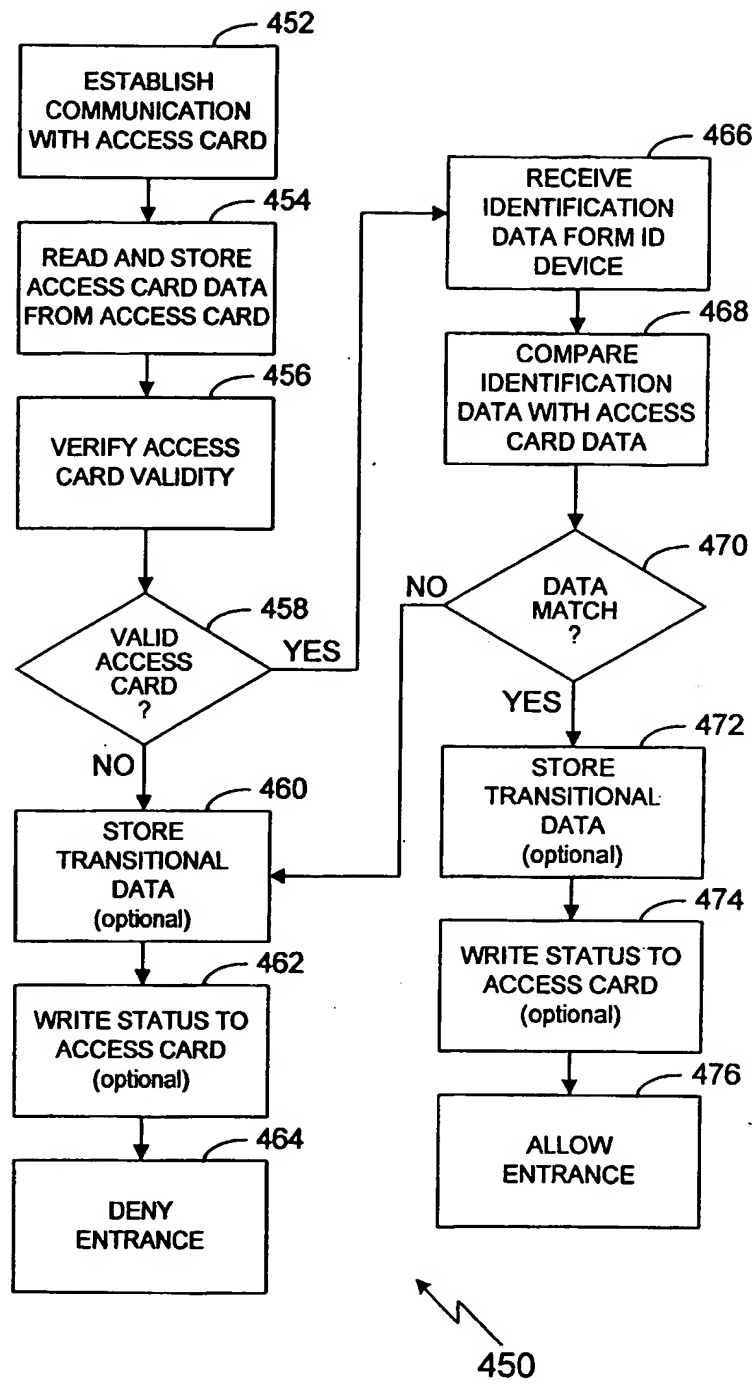 452
ESTABLISH
COMMUNICATION
WITH ACCESS CARD
454
READ AND STORE
ACCESS CARD DATA
FROM ACCESS CARD
456
VERIFY ACCESS
CARD VALIDITY
458
VALID
ACCESS
CARD
?
YES
NO
460
STORE
TRANSITIONAL
DATA
(optional)
462
WRITE STATUS TO
ACCESS CARD
(optional)
464
DENY
ENTRANCE
466
RECEIVE
IDENTIFICATION
DATA FORM ID
DEVICE
468
COMPARE
IDENTIFICATION
DATA WITH ACCESS
CARD DATA
470
DATA
MATCH
?
NO
YES
472
STORE
TRANSITIONAL
DATA
(optional)
474
WRITE STATUS TO
ACCESS CARD
(optional)
476
ALLOW
ENTRANCE
450